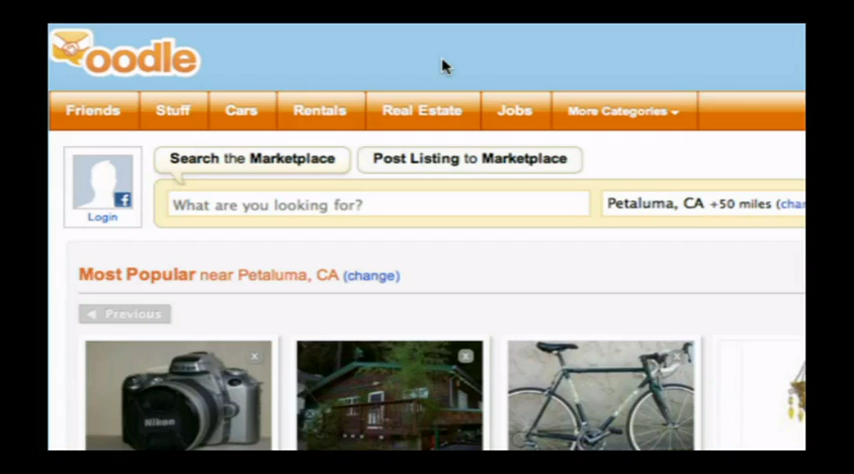 oodle
Friends Stuff Cars Rentals Real Estate Jobs More Categories
Search the Marketplace Post Listing to Marketplace
What are you looking for? Petaluma, CA +50 miles (chan
Login
Most Popular near Petaluma, CA (change)
Previous
Nikon